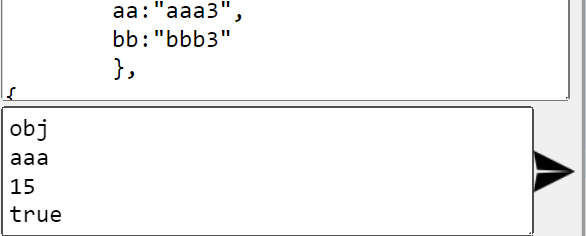 aa:"aaa3",
bb:"bbb3"
},
{
obj
aaa
15
true